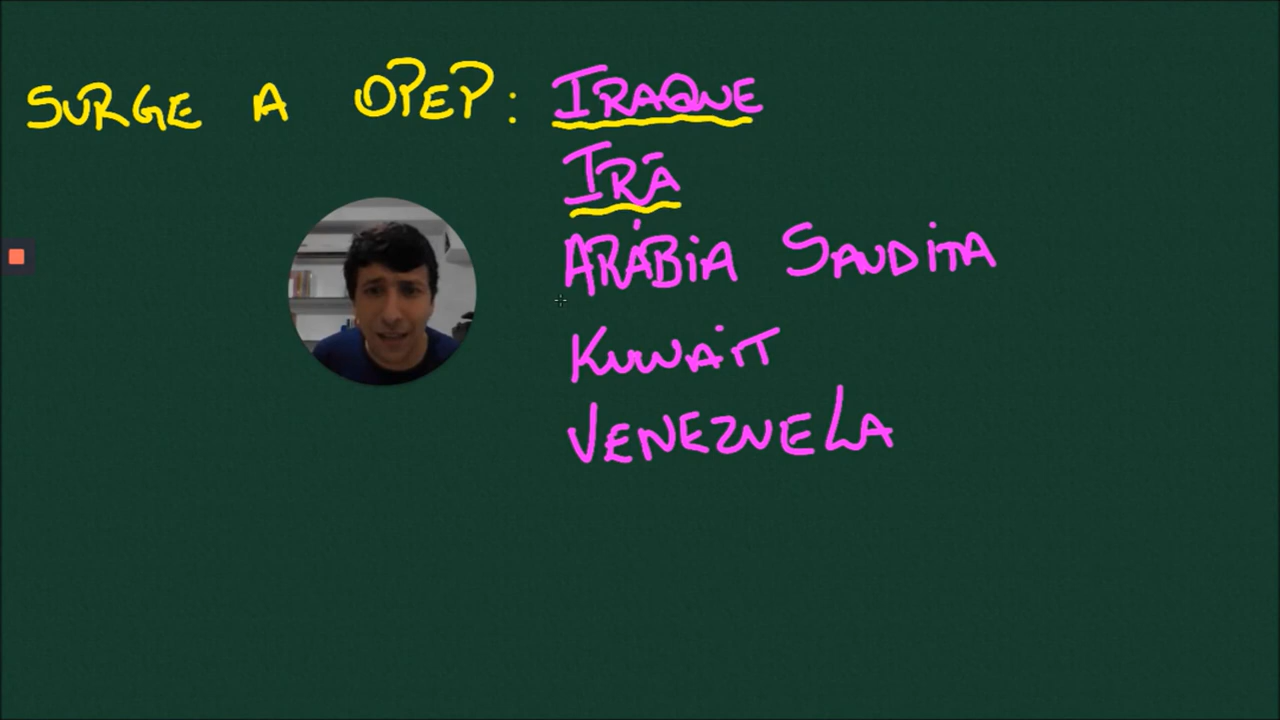 SURGE A OPEP: IRAQUE
IRÃ
ARÁBIA SAUDITA
KUWAIT
VENEZUELA